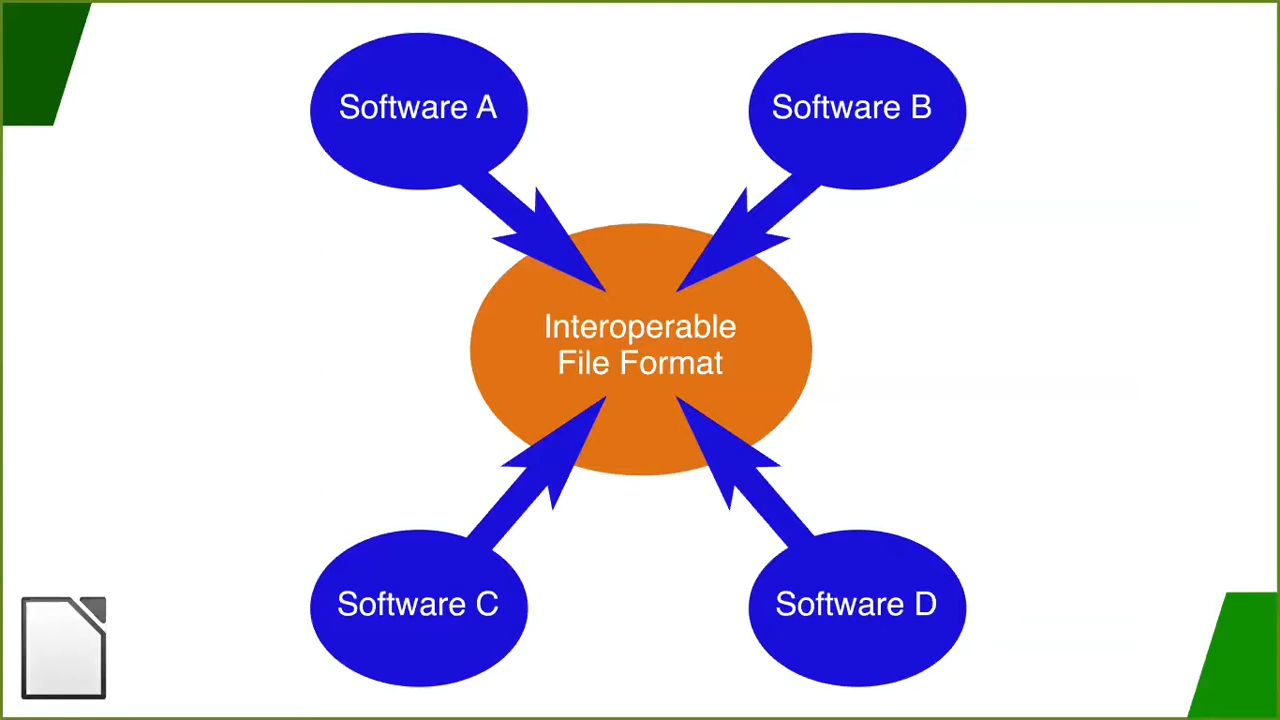 Software A
Software B
Interoperable
File Format
Software C
Software D